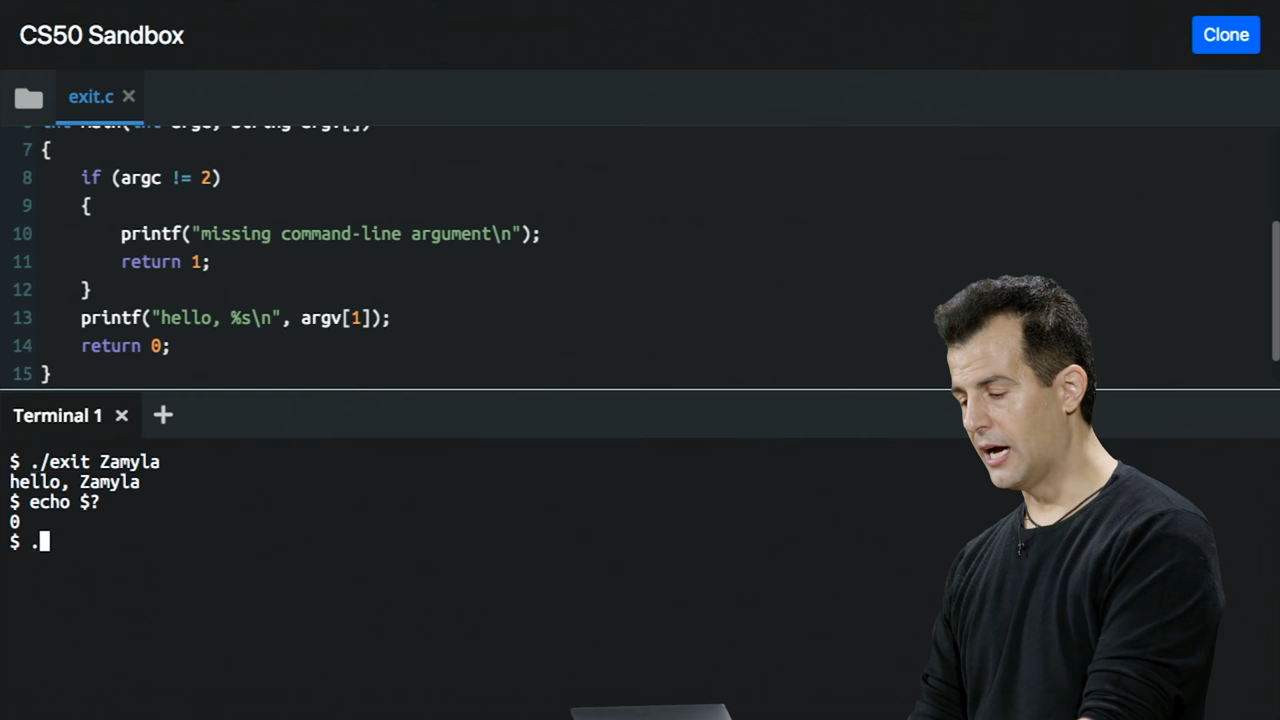 CS50 Sandbox
Clone
exit.c
7 {
8 if (argc != 2)
9 {
10 printf("missing command-line argument\n");
11 return 1;
12 }
13 printf("hello, %s\n", argv[1]);
14 return 0;
15 }
Terminal 1
$ ./exit Zamyla
hello, Zamyla
$ echo $?
0
$ .